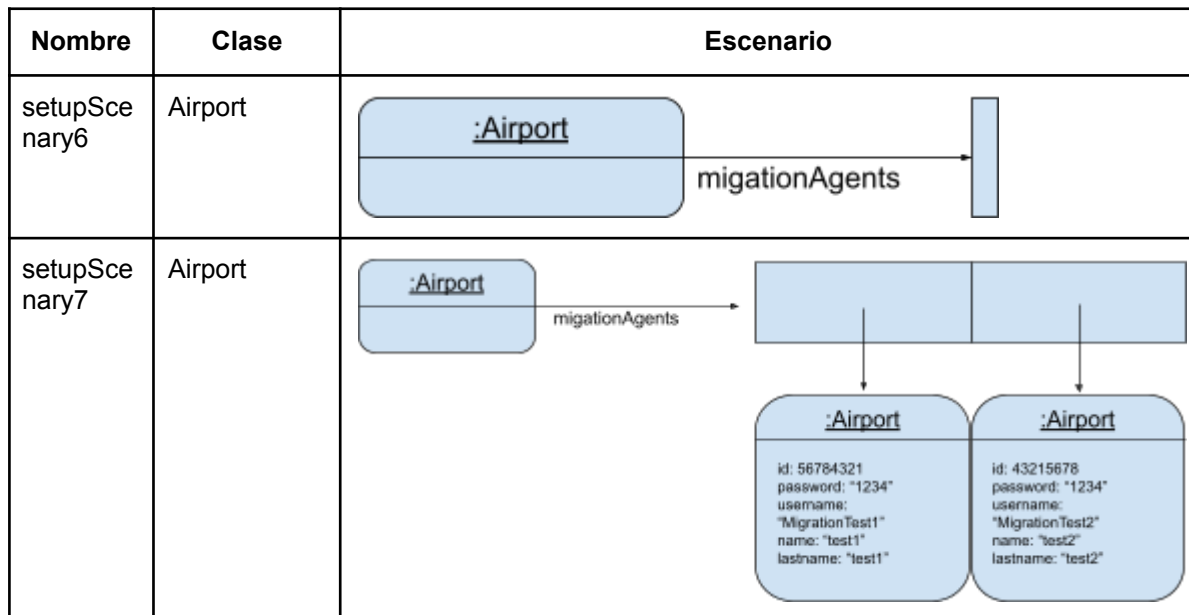 Nombre Clase Escenario
setupSce
nary6
Airport
:Airport
migationAgents
setupSce
nary7
Airport
:Airport
migationAgents
:Airport
id: 56784321
password: "1234"
username:
"MigrationTest1"
name: "test1"
lastname: "test1"
:Airport
id: 43215678
password: "1234"
username:
"MigrationTest2"
name: "test2"
lastname: "test2"